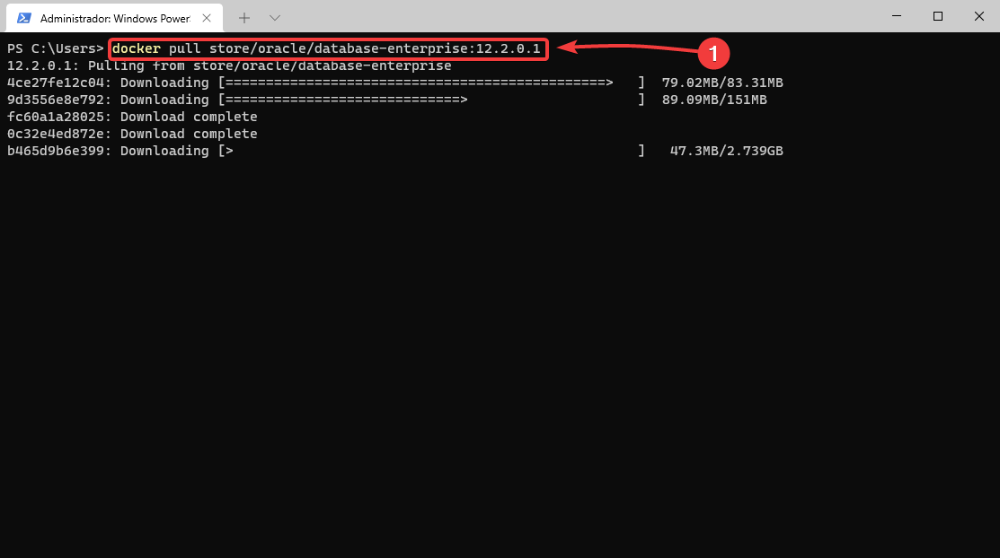 Administrador: Windows Power
PS C:\Users> docker pull store/oracle/database-enterprise:12.2.0.1
1
12.2.0.1: Pulling from store/oracle/database-enterprise
4ce27fe12c04: Downloading [===============================================>   ]  79.02MB/83.31MB
9d3556e8e792: Downloading [=============================>                     ]  89.09MB/151MB
fc60a1a28025: Download complete
0c32e4ed872e: Download complete
b465d9b6e399: Downloading [>                                                  ]   47.3MB/2.739GB